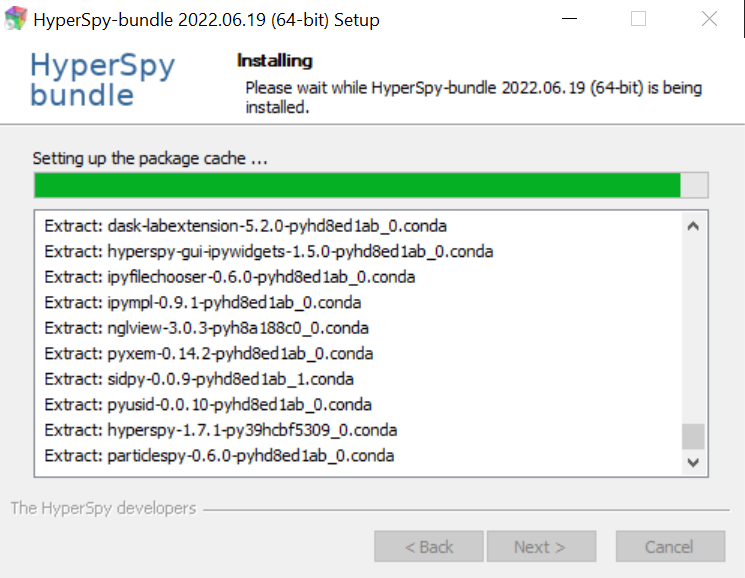 HyperSpy-bundle 2022.06.19 (64-bit) Setup
HyperSpy
bundle
Installing
Please wait while HyperSpy-bundle 2022.06.19 (64-bit) is being
installed.
Setting up the package cache ...
Extract: dask-labextension-5.2.0-pyhd8ed1ab_0.conda
Extract: hyperspy-gui-ipywidgets-1.5.0-pyhd8ed1ab_0.conda
Extract: ipyfilechooser-0.6.0-pyhd8ed1ab_0.conda
Extract: ipympl-0.9.1-pyhd8ed1ab_0.conda
Extract: nglview-3.0.3-pyh8a188c0_0.conda
Extract: pyxem-0.14.2-pyhd8ed1ab_0.conda
Extract: sidpy-0.0.9-pyhd8ed1ab_1.conda
Extract: pyusid-0.0.10-pyhd8ed1ab_0.conda
Extract: hyperspy-1.7.1-py39hcbf5309_0.conda
Extract: particlespy-0.6.0-pyhd8ed1ab_0.conda
The HyperSpy developers
< Back
Next >
Cancel